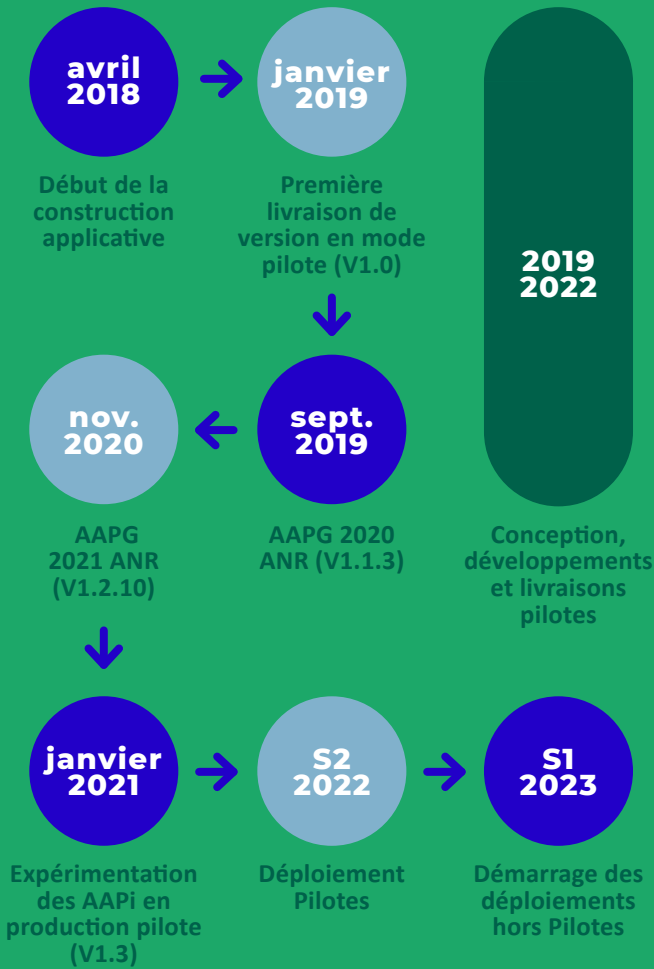 avril
2018
Début de la
construction
applicative
janvier
2019
Première
livraison de
version en mode
pilote (V1.0)
sept.
2019
AAPG 2020
ANR (V1.1.3)
nov.
2020
AAPG
2021 ANR
(V1.2.10)
janvier
2021
Expérimentation
des AAPi en
production pilote
(V1.3)
S2
2022
Déploiement
Pilotes
S1
2023
Démarrage des
déploiements
hors Pilotes
2019
2022
Conception,
développements
et livraisons
pilotes